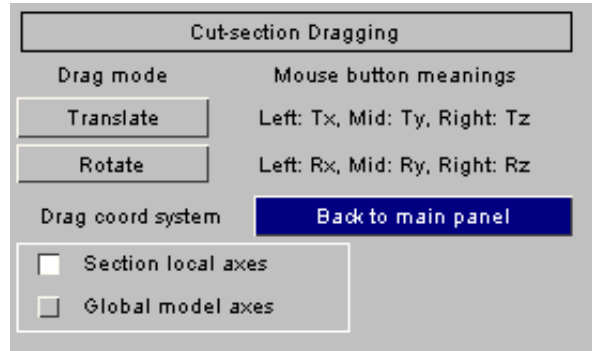 Cut-section Dragging
Drag mode Mouse button meanings
Translate Left: Tx, Mid: Ty, Right: Tz
Rotate Left: Rx, Mid: Ry, Right: Rz
Drag coord system Back to main panel
Section local axes
Global model axes